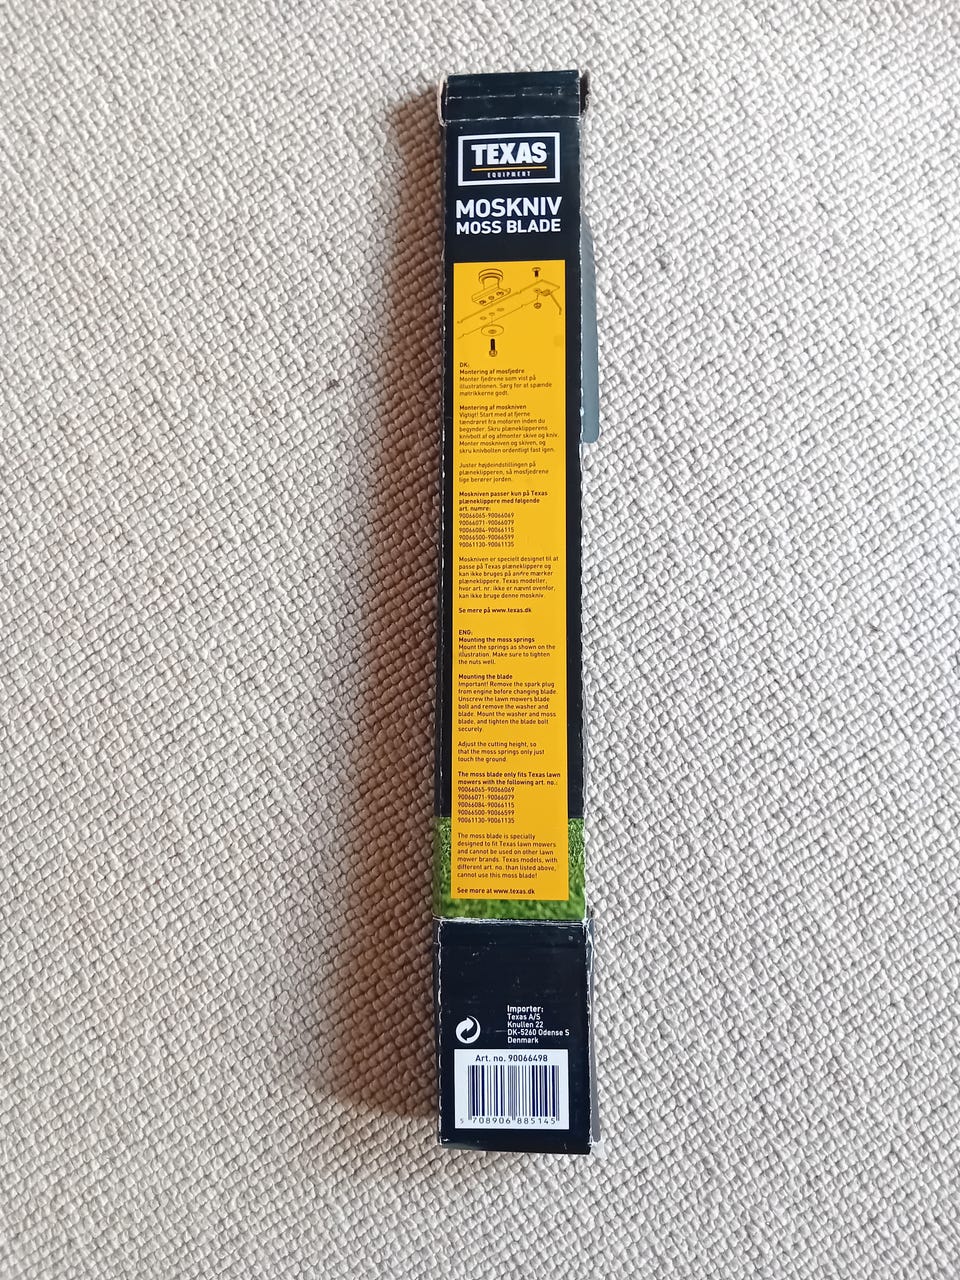 TEXAS
EQUIPMENT
MOSKNIV
MOSS BLADE
DK:
Montering af mosfjedre
Monter fjedrene som vist på
illustrationen. Sørg for at spænde
møtrikkerne godt.
Montering af moskniven
Vigtigt! Start med at fjerne
tændrøret fra motoren inden du
begynder. Skru plæneklipperens
knivbolt af og afmonter skive og kniv.
Monter moskniven og skiven, og
skru knivbolten ordentligt fast igen.
Juster højdeindstillingen på
plæneklipperen, så mosfjedrene
lige berører jorden.
Moskniven passer kun på Texas
plæneklippere med følgende
art. numre:
90066065-90066069
90066071-90066079
90066084-90066115
90066500-90066599
90061130-90061135
Moskniven er specielt designet til at
passe på Texas plæneklippere og
kan ikke bruges på andre mærker
plæneklippere. Texas modeller,
hvor art. nr. ikke er nævnt ovenfor,
kan ikke bruge denne moskniv.
Se mere på www.texas.dk
ENG:
Mounting the moss springs
Mount the springs as shown on the
illustration. Make sure to tighten
the nuts well.
Mounting the blade
Important! Remove the spark plug
from engine before changing blade.
Unscrew the lawn mowers blade
bolt and remove the washer and
blade. Mount the washer and moss
blade, and tighten the blade bolt
securely.
Adjust the cutting height, so
that the moss springs only just
touch the ground.
The moss blade only fits Texas lawn
mowers with the following art. no.:
90066065-90066069
90066071-90066079
90066084-90066115
90066500-90066599
90061130-90061135
The moss blade is specially
designed to fit Texas lawn mowers
and cannot be used on other lawn
mower brands. Texas models, with
different art. no. than listed above,
cannot use this moss blade!
See more at www.texas.dk
Importer:
Texas A/S
Knullen 22
DK-5260 Odense S
Denmark
Art. no. 90066498
5 708906 885145